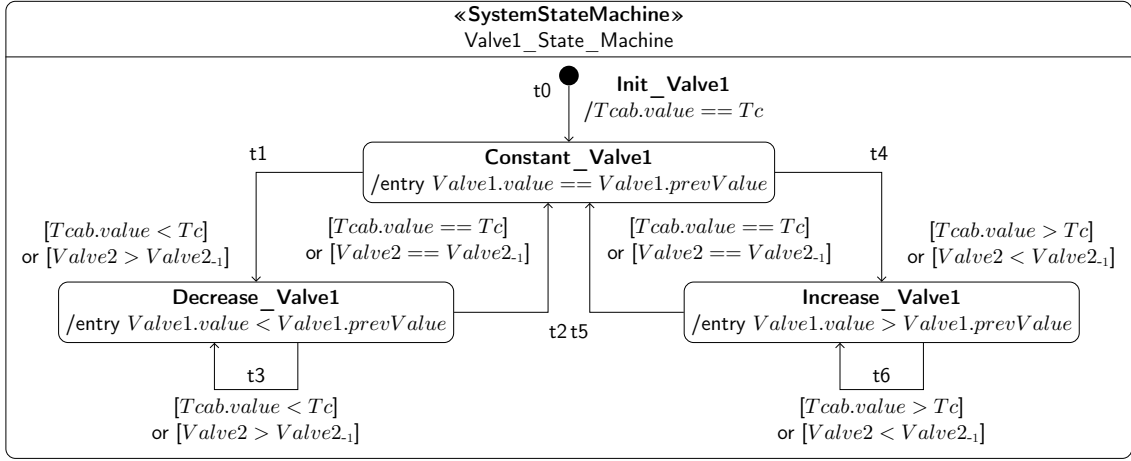 «SystemStateMachine»
Valve1_State_Machine
t0
Init_Valve1
/Tcab.value == Tc
t1
Constant_Valve1
/entry Valve1.value == Valve1.prevValue
t4
[Tcab.value < Tc]
or [Valve2 > Valve2-1]
[Tcab.value == Tc]
or [Valve2 == Valve2-1]
[Tcab.value == Tc]
or [Valve2 == Valve2-1]
[Tcab.value > Tc]
or [Valve2 < Valve2-1]
Decrease_Valve1
/entry Valve1.value < Valve1.prevValue
t2 t5
Increase_Valve1
/entry Valve1.value > Valve1.prevValue
t3
[Tcab.value < Tc]
or [Valve2 > Valve2-1]
t6
[Tcab.value > Tc]
or [Valve2 < Valve2-1]